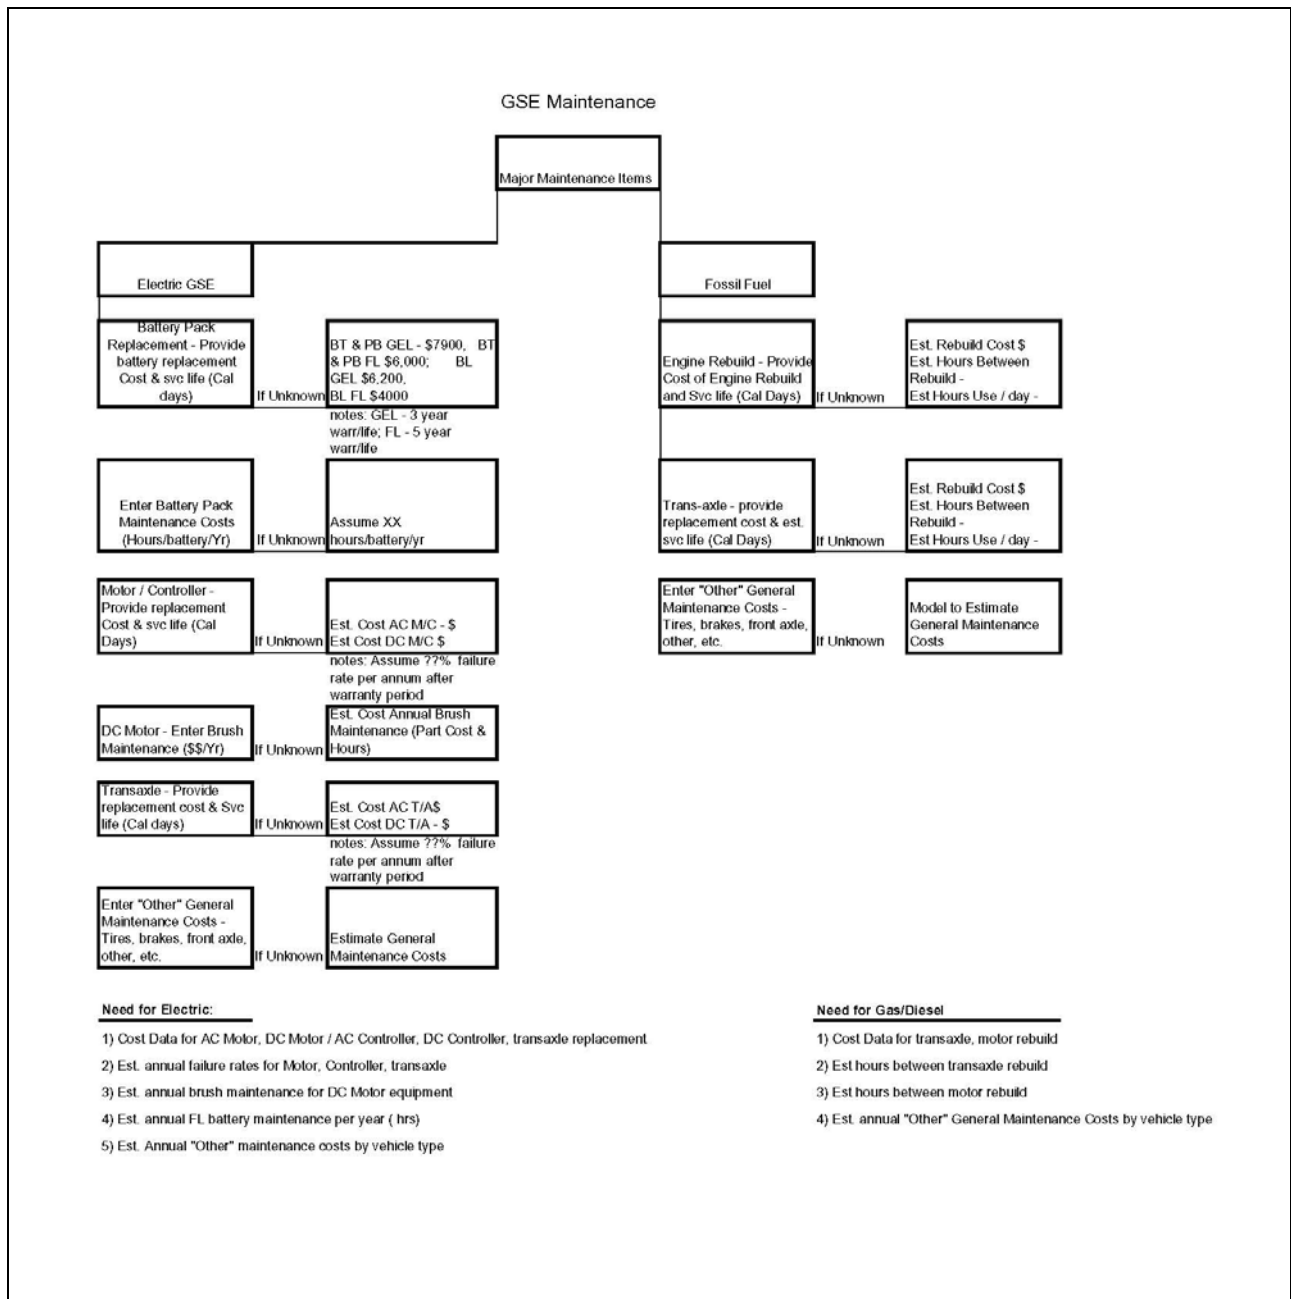 GSE Maintenance
Major Maintenance Items
Electric GSE
Fossil Fuel
Battery Pack
Replacement - Provide
battery replacement
Cost & svc life (Cal
days)
If Unknown
BT & PB GEL - $7900, BT
& PB FL $6,000; BL
GEL $6,200,
BL FL $4000
notes: GEL - 3 year
warr/life; FL - 5 year
warr/life
Engine Rebuild - Provide
Cost of Engine Rebuild
and Svc life (Cal Days)
If Unknown
Est. Rebuild Cost $
Est. Hours Between
Rebuild -
Est Hours Use / day -
Enter Battery Pack
Maintenance Costs
(Hours/battery/Yr)
If Unknown
Assume XX
hours/battery/yr
Trans-axle - provide
replacement cost & est.
svc life (Cal Days)
If Unknown
Est. Rebuild Cost $
Est. Hours Between
Rebuild -
Est Hours Use / day -
Motor / Controller -
Provide replacement
Cost & svc life (Cal
Days)
If Unknown
Est. Cost AC M/C - $
Est Cost DC M/C $
notes: Assume ??% failure
rate per annum after
warranty period
Enter "Other" General
Maintenance Costs -
Tires, brakes, front axle,
other, etc.
If Unknown
Model to Estimate
General Maintenance
Costs
DC Motor - Enter Brush
Maintenance ($$/Yr)
If Unknown
Est. Cost Annual Brush
Maintenance (Part Cost &
Hours)
Transaxle - Provide
replacement cost & Svc
life (Cal days)
If Unknown
Est. Cost AC T/A$
Est Cost DC T/A - $
notes: Assume ??% failure
rate per annum after
warranty period
Enter "Other" General
Maintenance Costs -
Tires, brakes, front axle,
other, etc.
If Unknown
Estimate General
Maintenance Costs
Need for Electric:
1) Cost Data for AC Motor, DC Motor / AC Controller, DC Controller, transaxle replacement
2) Est. annual failure rates for Motor, Controller, transaxle
3) Est. annual brush maintenance for DC Motor equipment
4) Est. annual FL battery maintenance per year ( hrs)
5) Est. Annual "Other" maintenance costs by vehicle type
Need for Gas/Diesel
1) Cost Data for transaxle, motor rebuild
2) Est hours between transaxle rebuild
3) Est hours between motor rebuild
4) Est. annual "Other" General Maintenance Costs by vehicle type